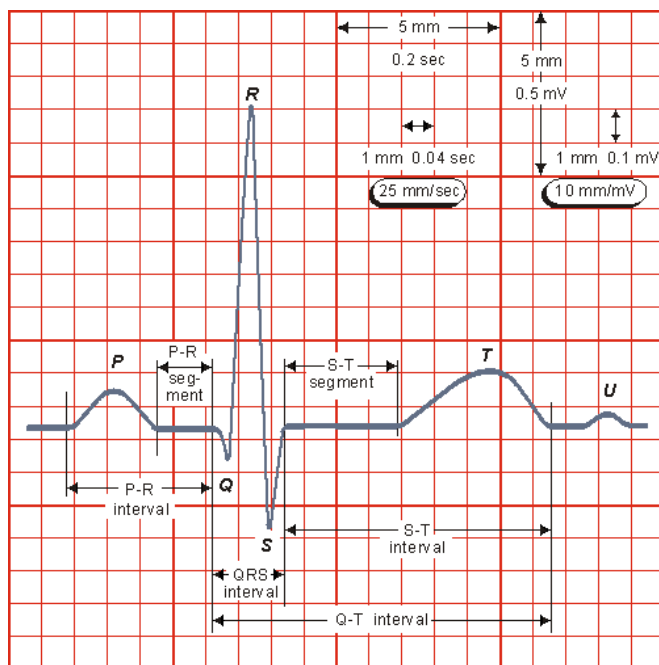 5 mm
0.2 sec
5 mm
0.5 mV
1 mm 0.04 sec
1 mm 0.1 mV
25 mm/sec
10 mm/mV
R
P
P-R
seg-
ment
S-T
segment
T
U
Q
P-R
interval
S
S-T
interval
QRS
interval
Q-T interval